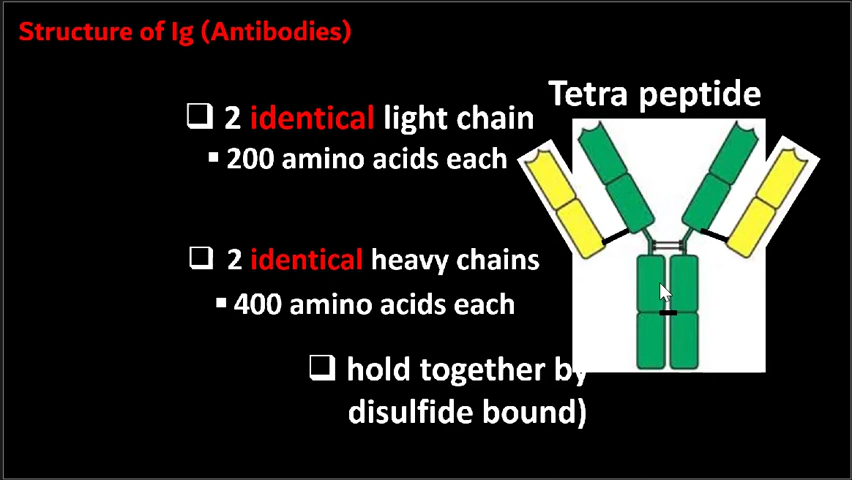 Structure of Ig (Antibodies)
Tetra peptide
❑ 2 identical light chain
▪ 200 amino acids each
❑ 2 identical heavy chains
▪ 400 amino acids each
❑ hold together by
disulfide bound)